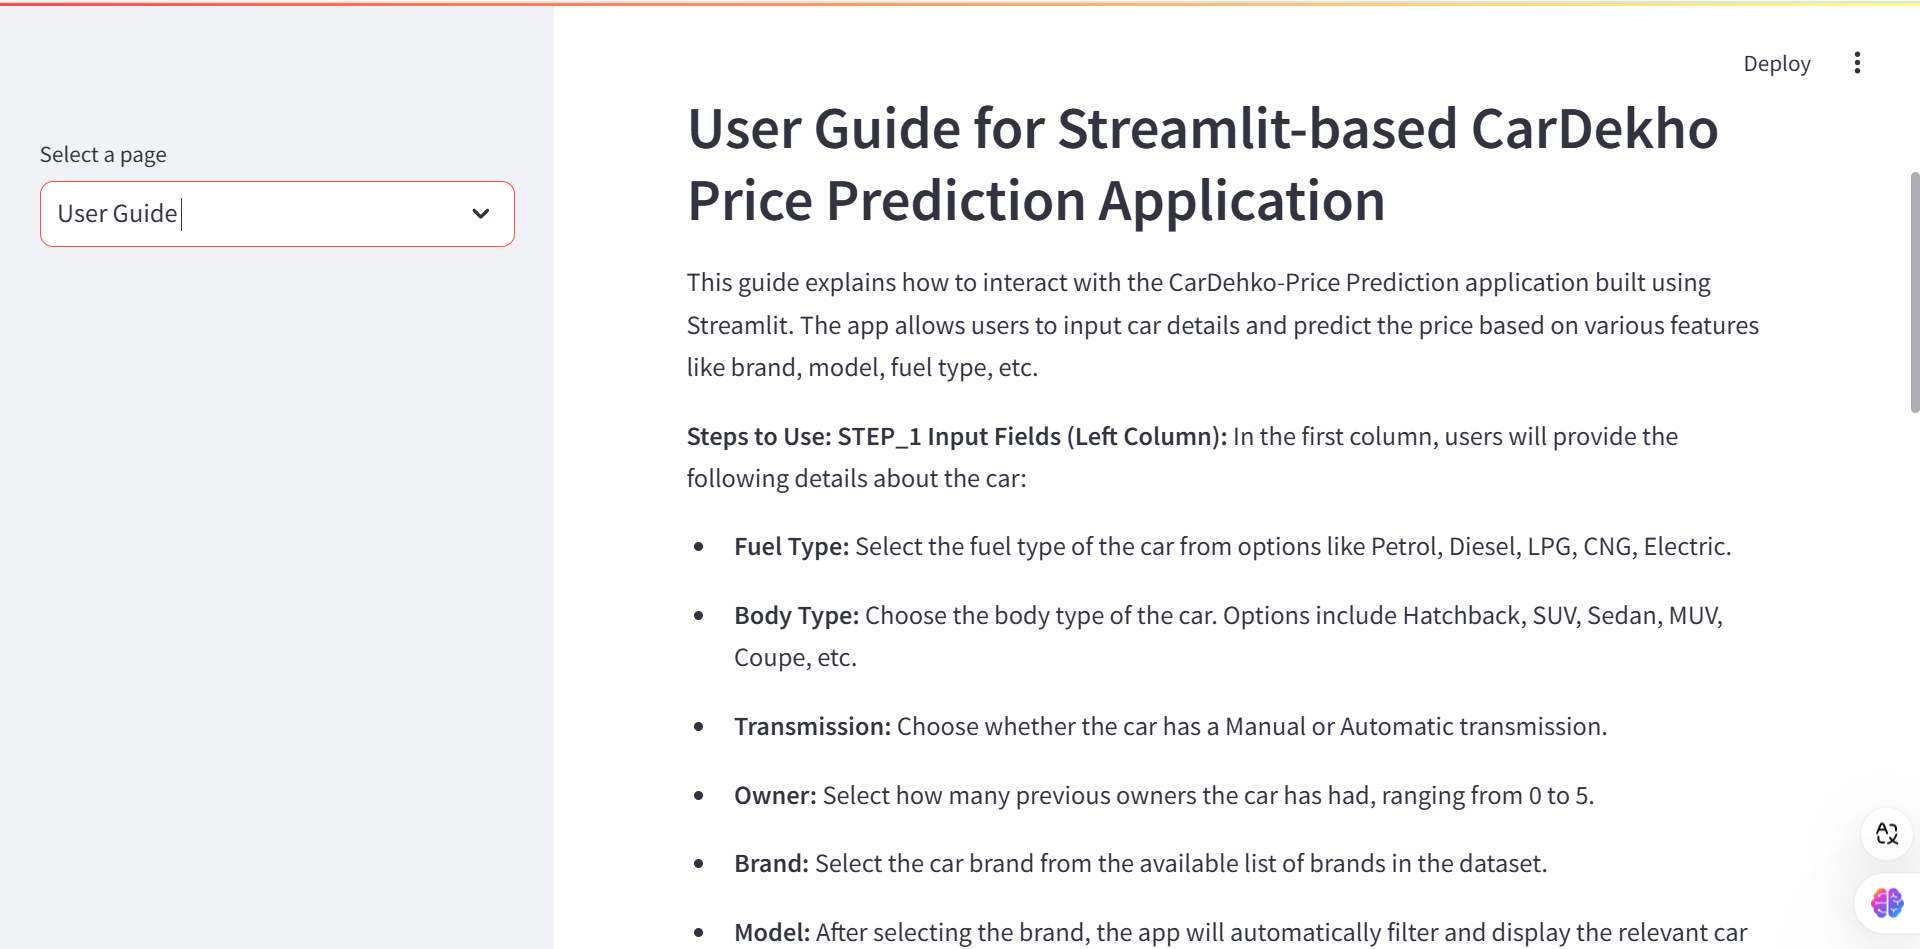 Deploy
Select a page
User Guide
User Guide for Streamlit-based CarDekho
Price Prediction Application
This guide explains how to interact with the CarDehko-Price Prediction application built using
Streamlit. The app allows users to input car details and predict the price based on various features
like brand, model, fuel type, etc.
Steps to Use: STEP_1 Input Fields (Left Column): In the first column, users will provide the
following details about the car:
• Fuel Type: Select the fuel type of the car from options like Petrol, Diesel, LPG, CNG, Electric.
• Body Type: Choose the body type of the car. Options include Hatchback, SUV, Sedan, MUV,
Coupe, etc.
• Transmission: Choose whether the car has a Manual or Automatic transmission.
• Owner: Select how many previous owners the car has had, ranging from 0 to 5.
• Brand: Select the car brand from the available list of brands in the dataset.
• Model: After selecting the brand, the app will automatically filter and display the relevant car